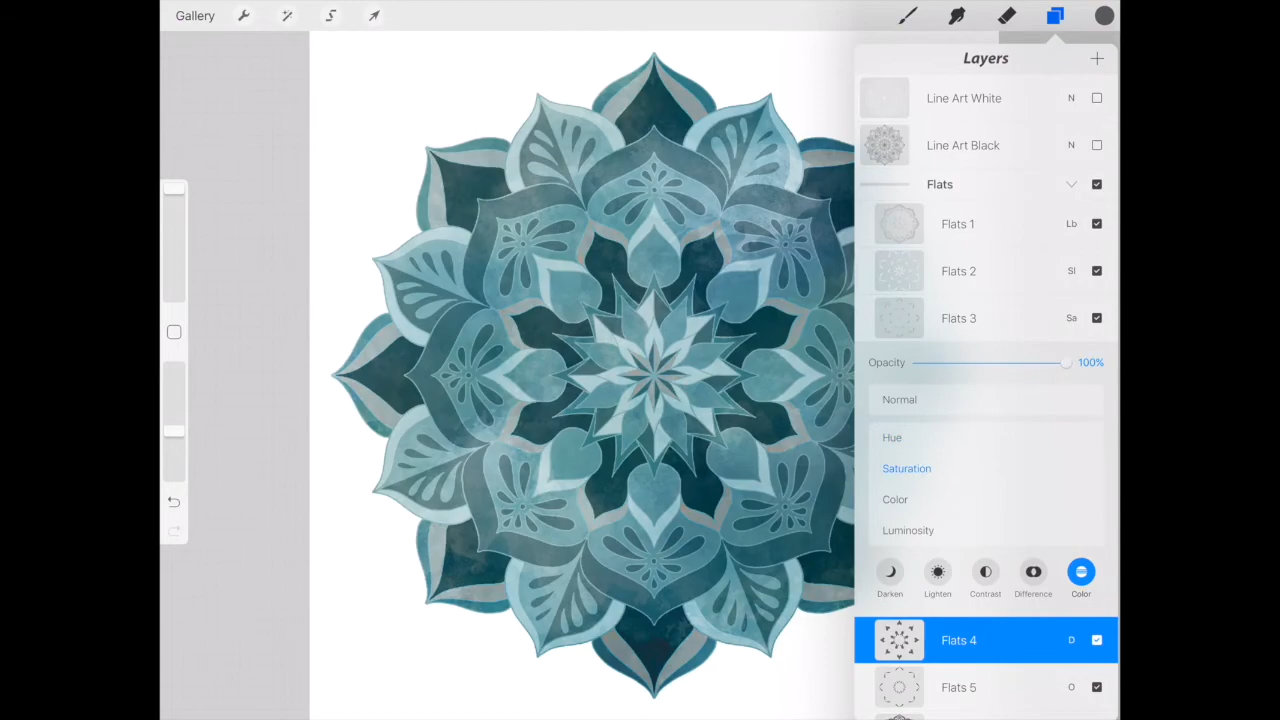 Gallery
Layers
Line Art White N
Line Art Black N
Flats
Flats 1 Lb
Flats 2 Sl
Flats 3 Sa
Opacity 100%
Normal
Hue
Saturation
Color
Luminosity
Darken Lighten Contrast Difference Color
Flats 4 D
Flats 5 O